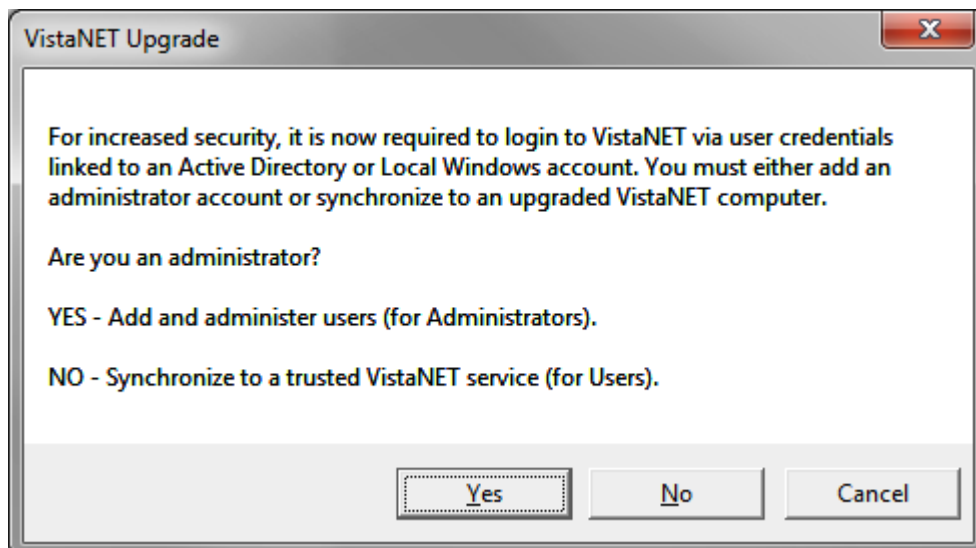 VistaNET Upgrade
For increased security, it is now required to login to VistaNET via user credentials
linked to an Active Directory or Local Windows account. You must either add an
administrator account or synchronize to an upgraded VistaNET computer.
Are you an administrator?
YES - Add and administer users (for Administrators).
NO - Synchronize to a trusted VistaNET service (for Users).
Yes No Cancel